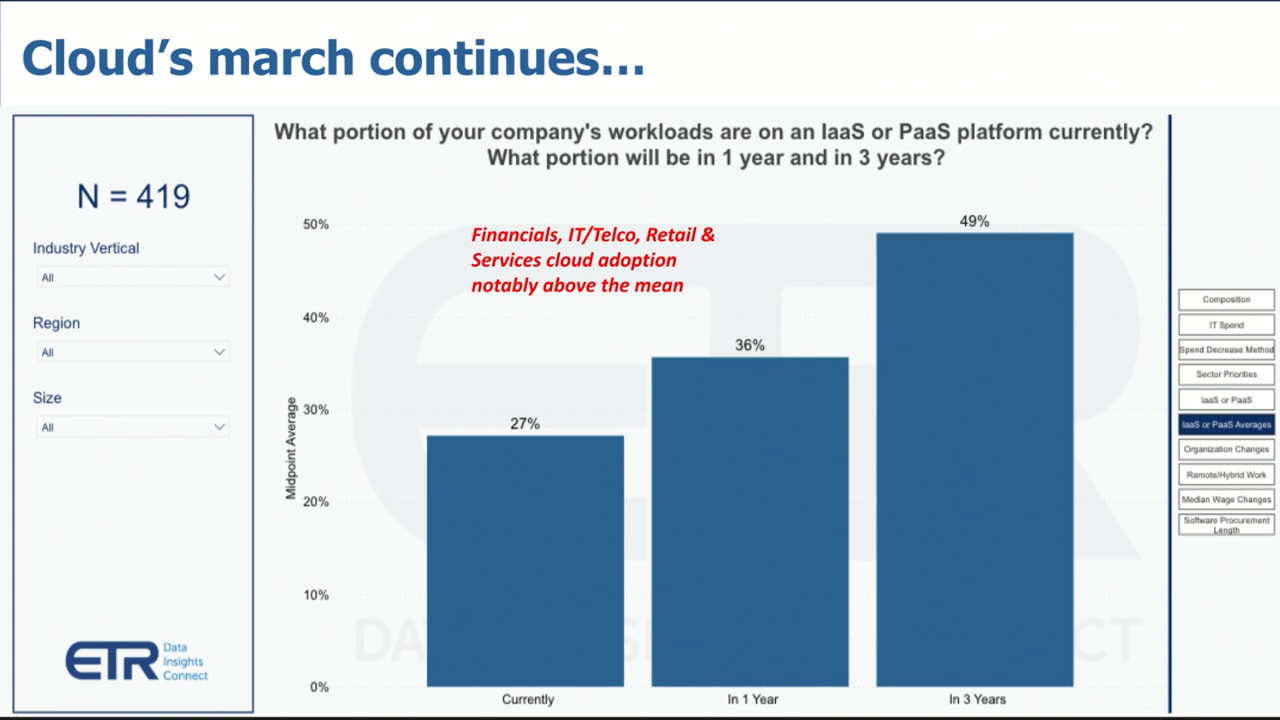 Cloud’s march continues…
N = 419
Industry Vertical
All
Region
All
Size
All
ETR Data
Insights
Connect
What portion of your company's workloads are on an IaaS or PaaS platform currently?
What portion will be in 1 year and in 3 years?
Financials, IT/Telco, Retail &
Services cloud adoption
notably above the mean
Midpoint Average
50%
40%
30%
20%
10%
0%
27%
36%
49%
Currently
In 1 Year
In 3 Years
Composition
IT Spend
Spend Decrease Method
Sector Priorities
IaaS or PaaS
IaaS or PaaS Averages
Organization Changes
Remote/Hybrid Work
Median Wage Changes
Software Procurement
Length